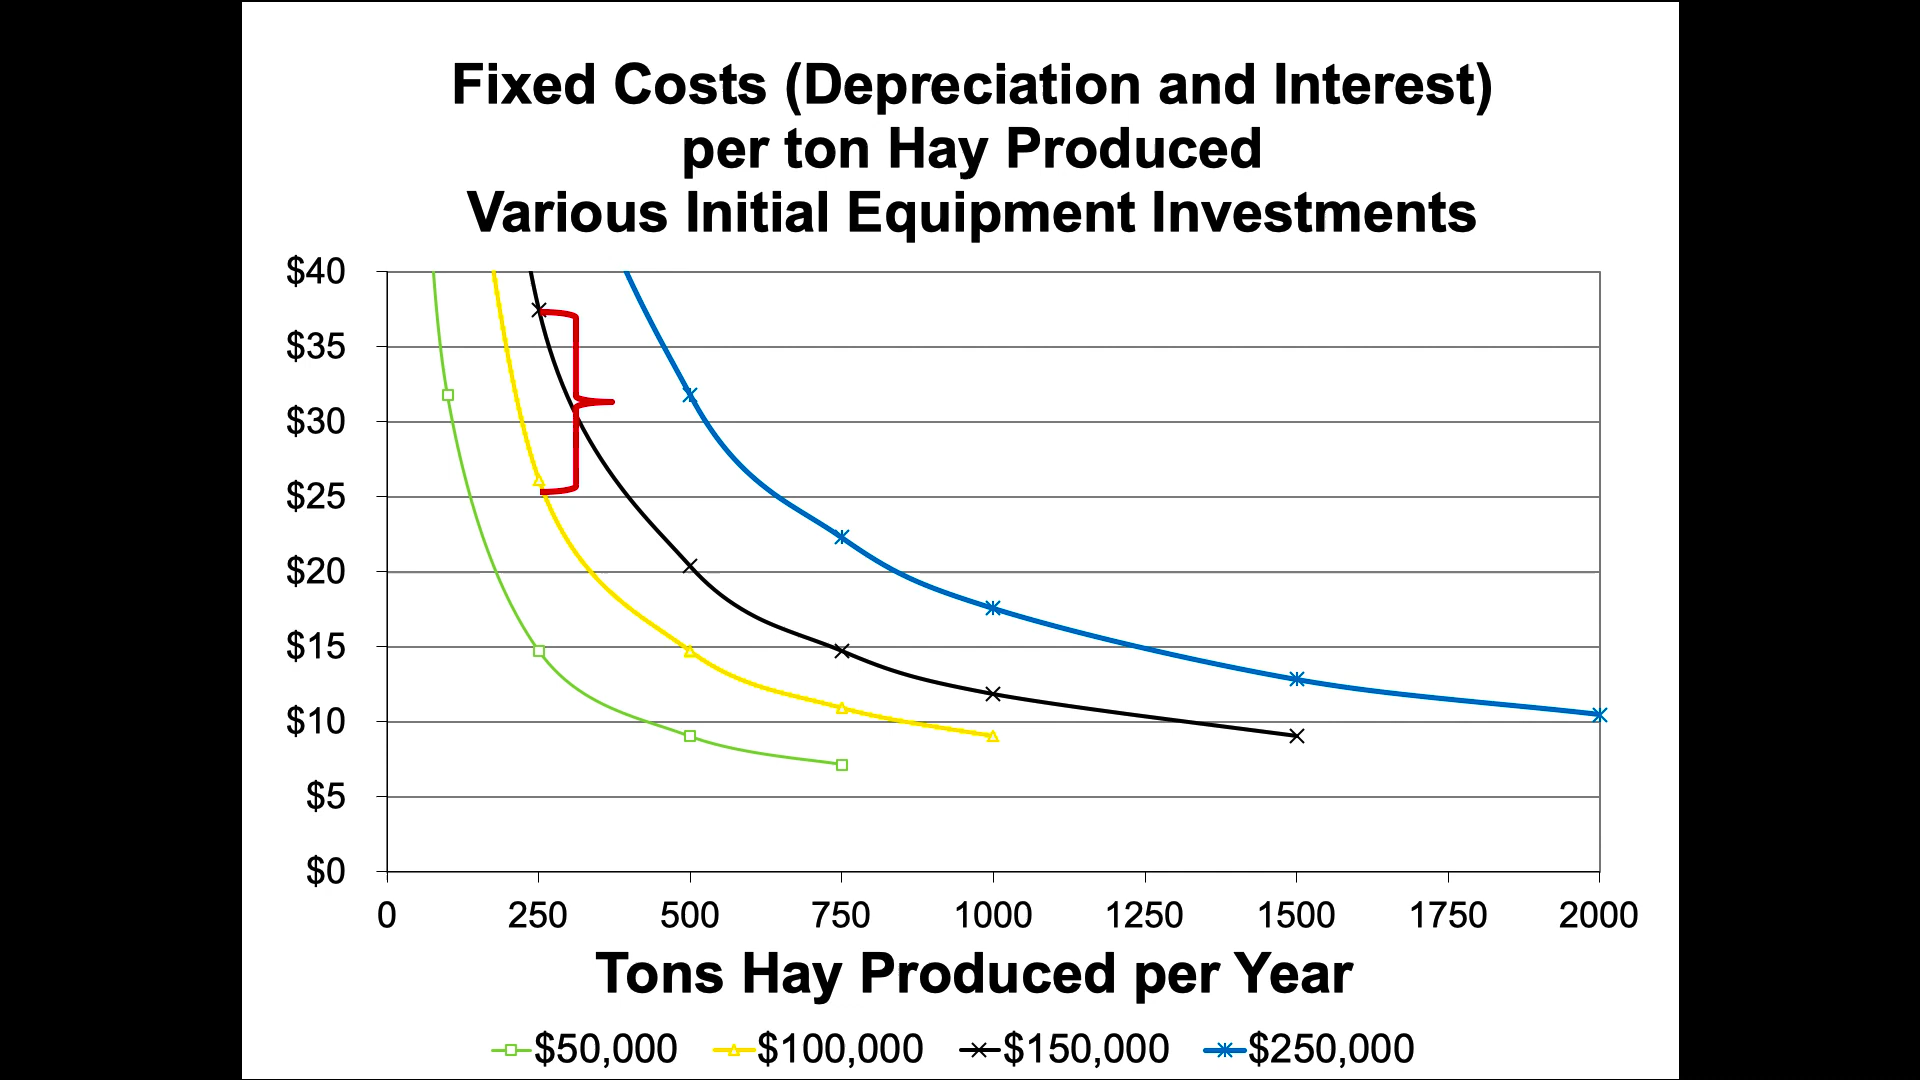 Fixed Costs (Depreciation and Interest)
per ton Hay Produced
Various Initial Equipment Investments
$40
$35
$30
$25
$20
$15
$10
$5
$0
0 250 500 750 1000 1250 1500 1750 2000
Tons Hay Produced per Year
$50,000 $100,000 $150,000 $250,000